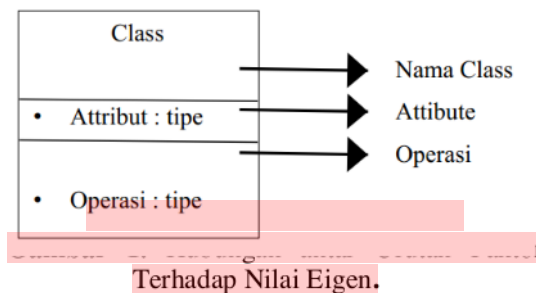 Class
Nama Class
• Attribut : tipe
Attibute
Operasi
• Operasi : tipe
Terhadap Nilai Eigen.